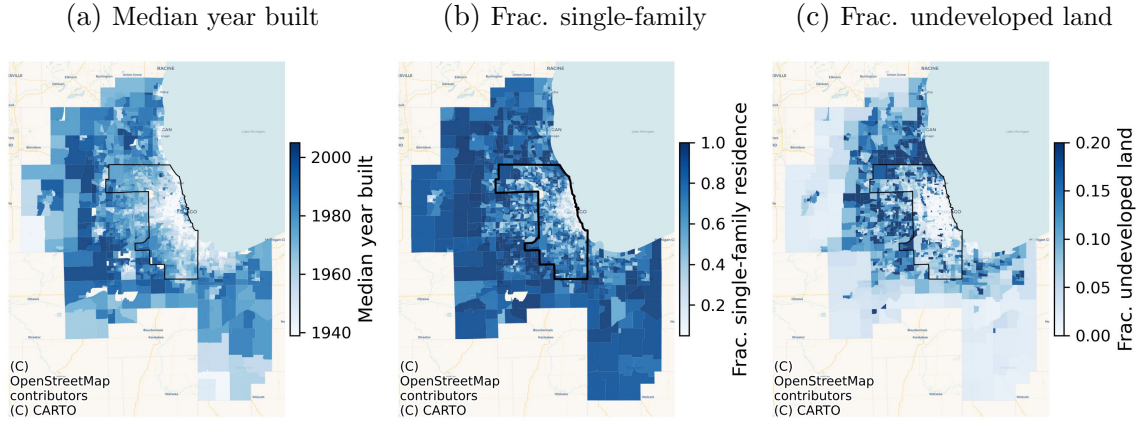 (a) Median year built
(b) Frac. single-family
(c) Frac. undeveloped land
RACINE
2000
1980
1960
1940
Median year built
(C)
OpenStreetMap
contributors
(C) CARTO
RACINE
1.0
0.8
0.6
0.4
0.2
Frac. single-family residence
(C)
OpenStreetMap
contributors
(C) CARTO
RACINE
0.20
0.15
0.10
0.05
0.00
Frac. undeveloped land
(C)
OpenStreetMap
contributors
(C) CARTO